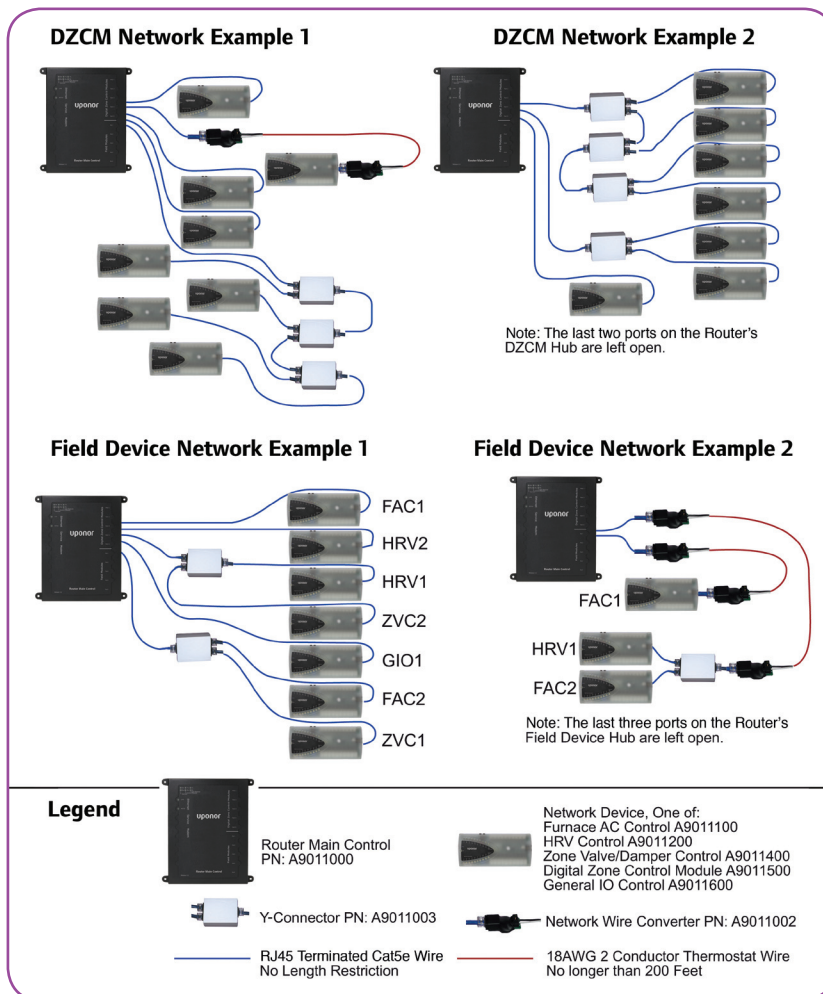 DZCM Network Example 1
DZCM Network Example 2
uponor
Router Main Control
Note: The last two ports on the Router's
DZCM Hub are left open.
Field Device Network Example 1
Field Device Network Example 2
uponor
FAC1
HRV2
HRV1
ZVC2
GIO1
FAC2
ZVC1
uponor
FAC1
HRV1
FAC2
Note: The last three ports on the Router's
Field Device Hub are left open.
Legend
uponor
Router Main Control
PN: A9011000
Network Device, One of:
Furnace AC Control A9011100
HRV Control A9011200
Zone Valve/Damper Control A9011400
Digital Zone Control Module A9011500
General IO Control A9011600
Y-Connector PN: A9011003
Network Wire Converter PN: A9011002
RJ45 Terminated Cat5e Wire
No Length Restriction
18AWG 2 Conductor Thermostat Wire
No longer than 200 Feet